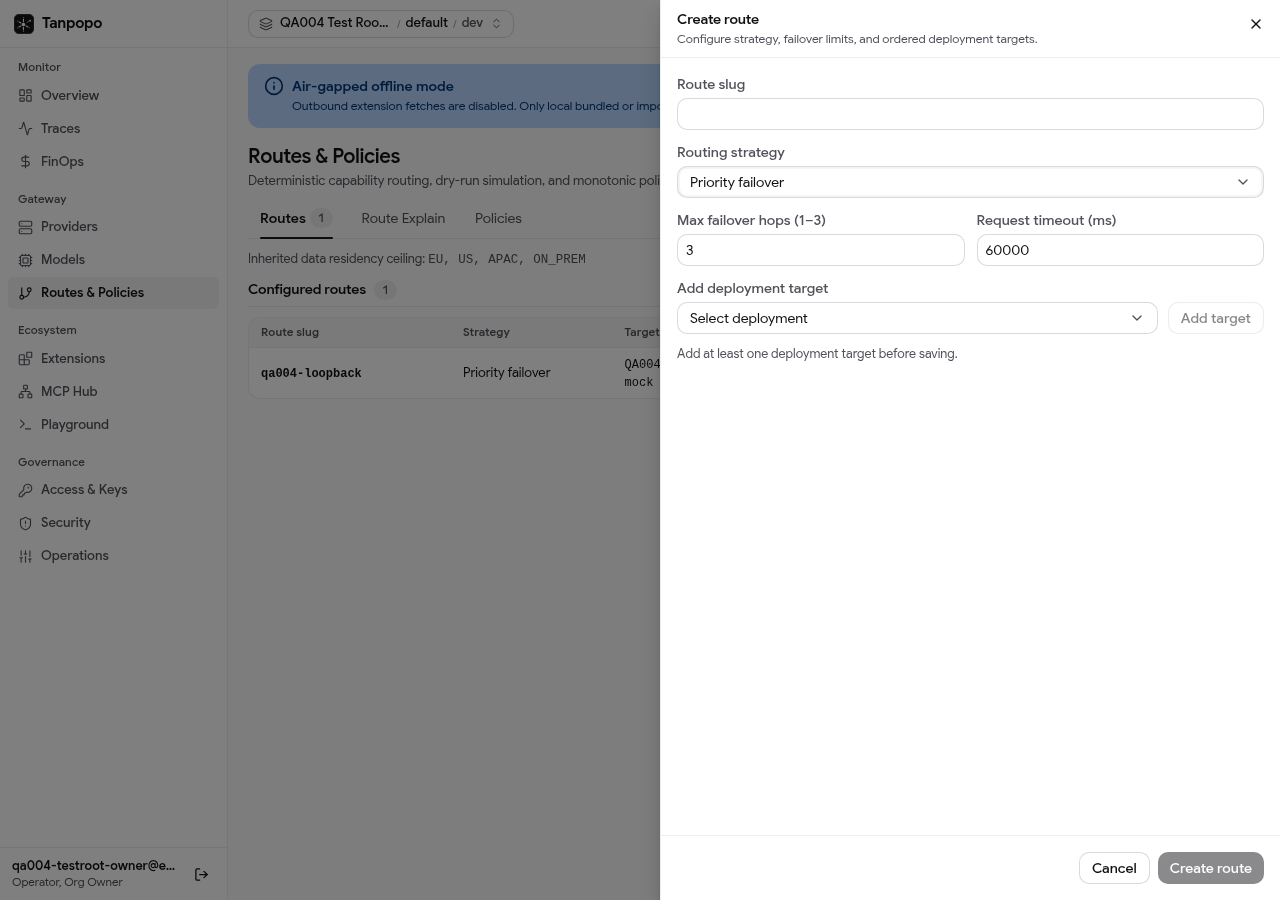 Tanpopo
Monitor
Overview
Traces
FinOps
Gateway
Providers
Models
Routes & Policies
Ecosystem
Extensions
MCP Hub
Playground
Governance
Access & Keys
Security
Operations
qa004-testroot-owner@e...
Operator, Org Owner
QA004 Test Roo... / default / dev
Air-gapped offline mode
Outbound extension fetches are disabled. Only local bundled or impo
Routes & Policies
Deterministic capability routing, dry-run simulation, and monotonic poli
Routes 1 Route Explain Policies
Inherited data residency ceiling: EU, US, APAC, ON_PREM
Configured routes 1
Route slug Strategy Target
qa004-loopback Priority failover QA004
mock
Create route
Configure strategy, failover limits, and ordered deployment targets.
Route slug
Routing strategy
Priority failover
Max failover hops (1–3) Request timeout (ms)
3 60000
Add deployment target
Select deployment Add target
Add at least one deployment target before saving.
Cancel Create route